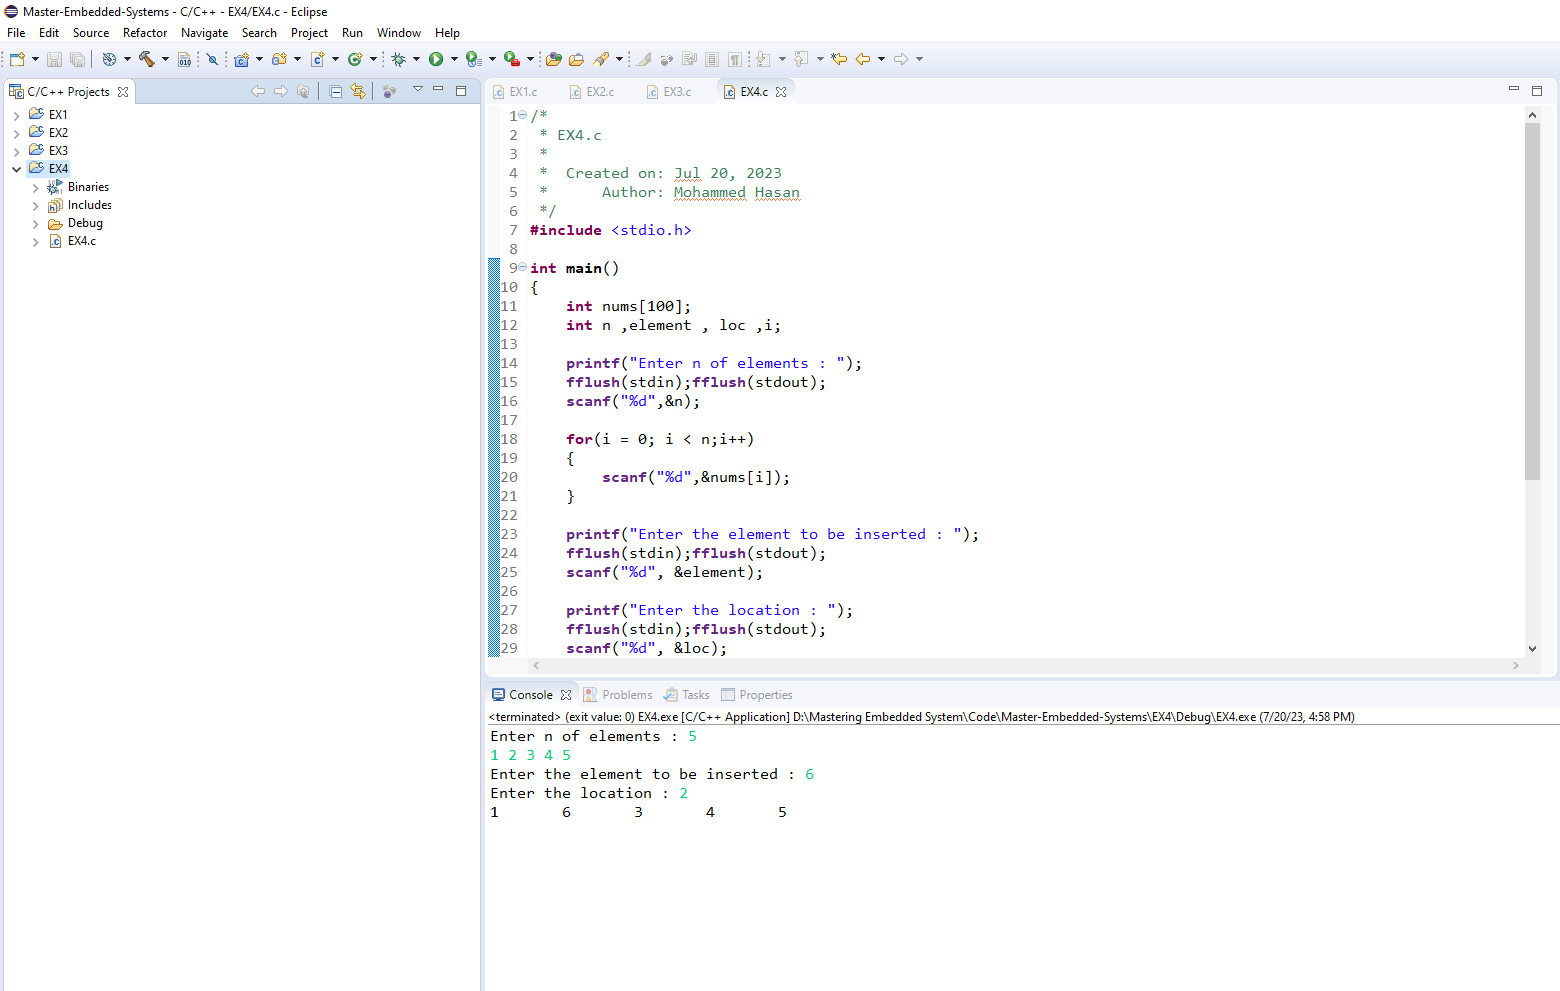 Master-Embedded-Systems - C/C++ - EX4/EX4.c - Eclipse
File Edit Source Refactor Navigate Search Project Run Window Help
C/C++ Projects
EX1
EX2
EX3
EX4
Binaries
Includes
Debug
EX4.c
EX1.c EX2.c EX3.c EX4.c
1 /*
2  * EX4.c
3  *
4  *  Created on: Jul 20, 2023
5  *      Author: Mohammed Hasan
6  */
7 #include <stdio.h>
8
9 int main()
10 {
11     int nums[100];
12     int n ,element , loc ,i;
13
14     printf("Enter n of elements : ");
15     fflush(stdin);fflush(stdout);
16     scanf("%d",&n);
17
18     for(i = 0; i < n;i++)
19     {
20         scanf("%d",&nums[i]);
21     }
22
23     printf("Enter the element to be inserted : ");
24     fflush(stdin);fflush(stdout);
25     scanf("%d", &element);
26
27     printf("Enter the location : ");
28     fflush(stdin);fflush(stdout);
29     scanf("%d", &loc);
Console Problems Tasks Properties
<terminated> (exit value: 0) EX4.exe [C/C++ Application] D:\Mastering Embedded System\Code\Master-Embedded-Systems\EX4\Debug\EX4.exe (7/20/23, 4:58 PM)
Enter n of elements : 5
1 2 3 4 5
Enter the element to be inserted : 6
Enter the location : 2
1       6       3       4       5